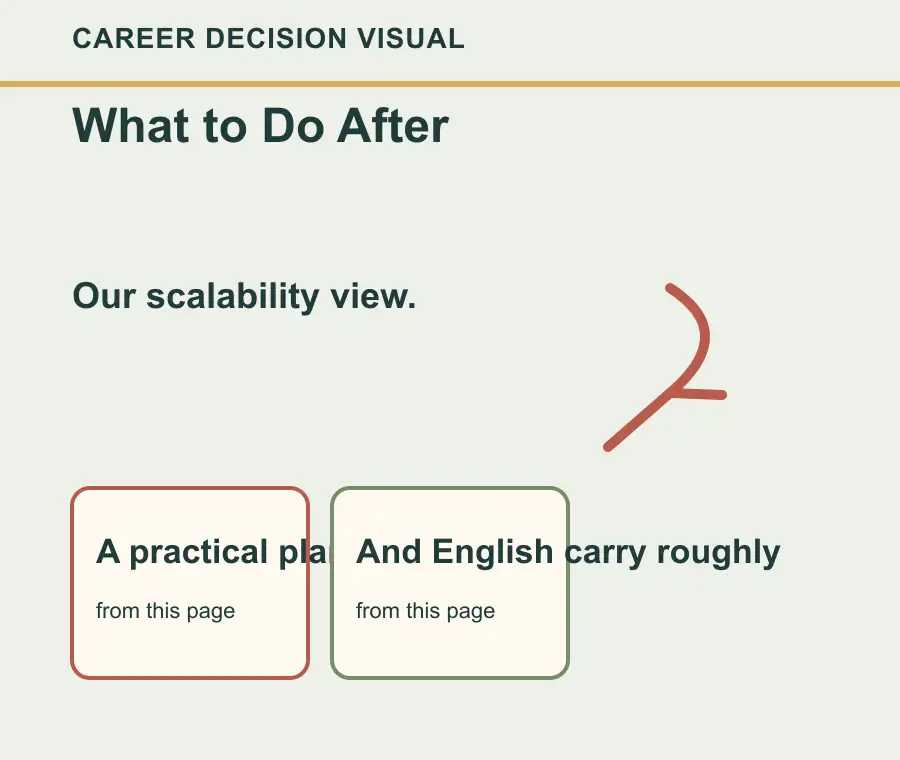 CAREER DECISION VISUAL
What to Do After
Our scalability view.
A practical
from this page
And English carry roughly
from this page